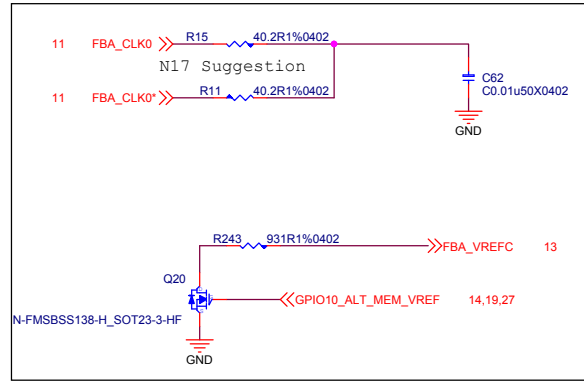 11 FBA_CLK0 R15 40.2R1%0402
N17 Suggestion
C62
C0.01u50X0402
11 FBA_CLK0* R11 40.2R1%0402
GND
R243 931R1%0402 FBA_VREFC 13
Q20
GPIO10_ALT_MEM_VREF 14,19,27
N-FMSBSS138-H_SOT23-3-HF
GND